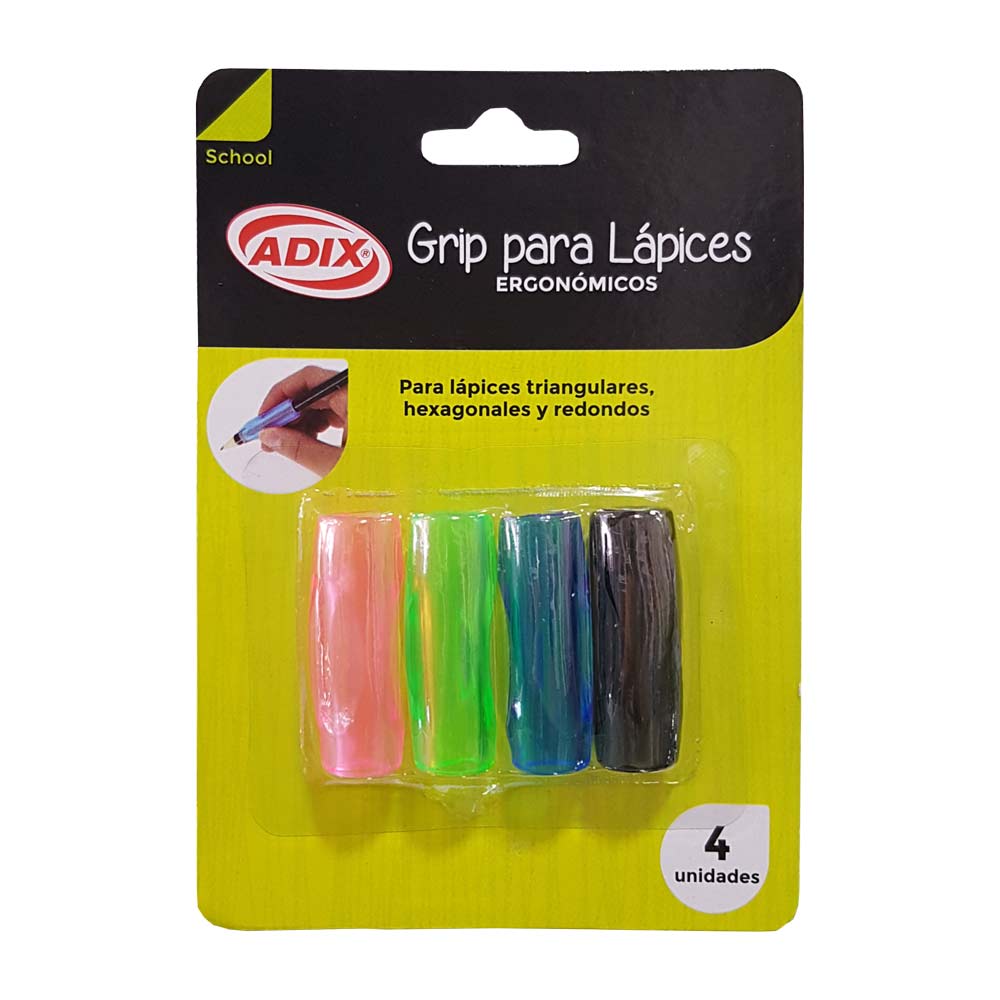 School
ADIX®
Grip para Lápices
ERGONÓMICOS
Para lápices triangulares,
hexagonales y redondos
4
unidades